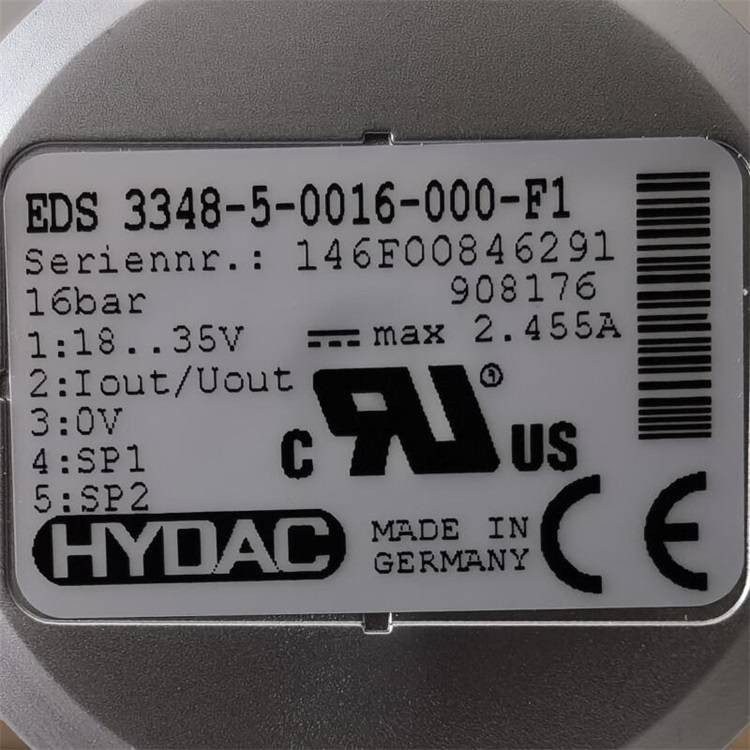 EDS 3348-5-0016-000-F1
Seriennr.: 146F00846291
16bar 908176
1:18..35V max 2.455A
2:Iout/Uout
3:0V
4:SP1
5:SP2
C RU ® US
HYDAC
MADE IN
GERMANY
CE